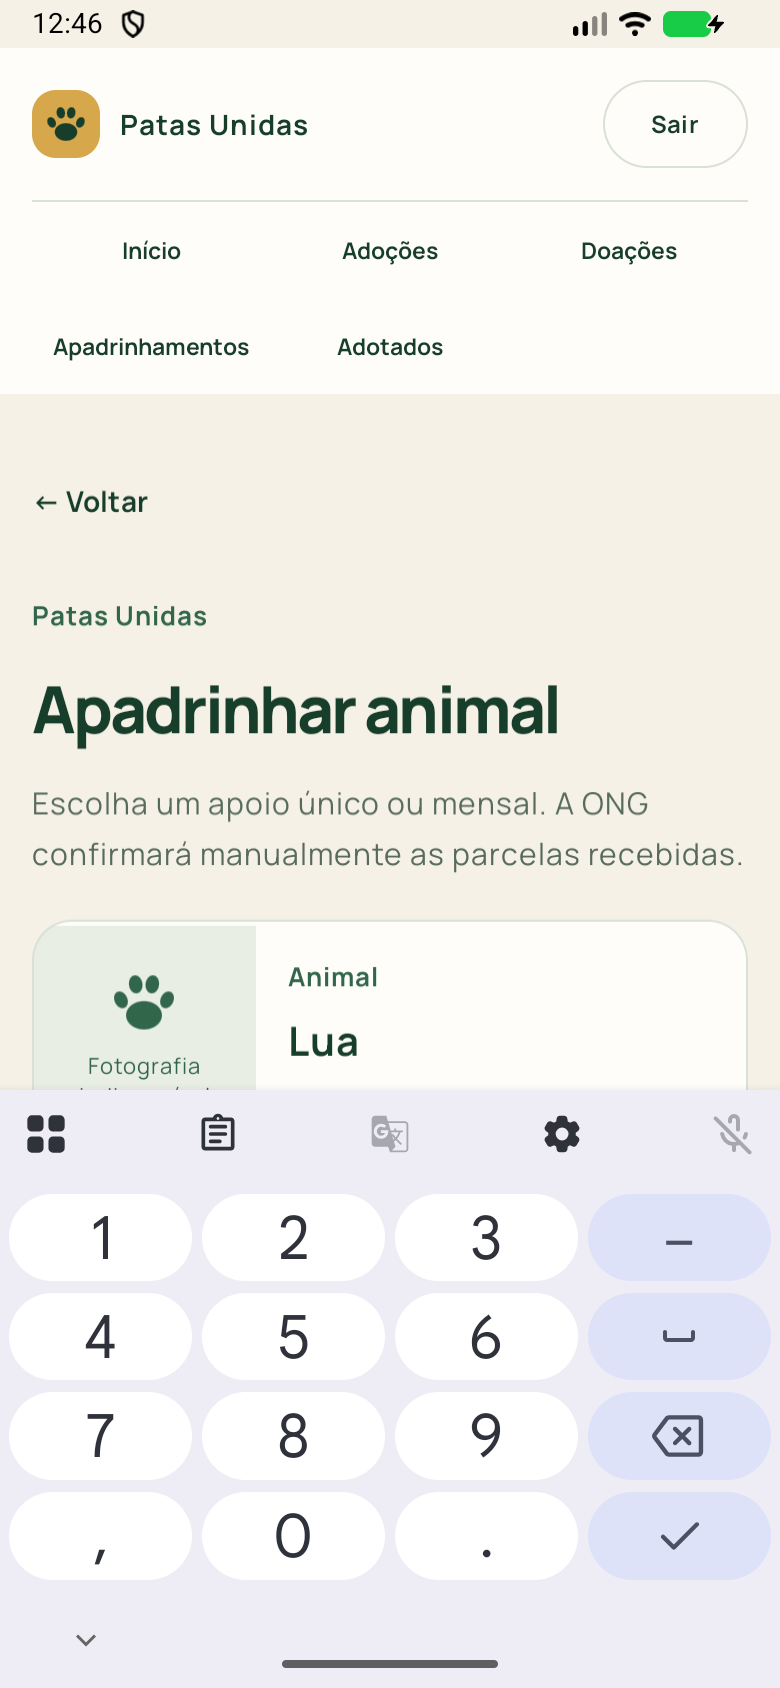 12:46
Patas Unidas
Sair
Início
Adoções
Doações
Apadrinhamentos
Adotados
← Voltar
Patas Unidas
Apadrinhar animal
Escolha um apoio único ou mensal. A ONG
confirmará manualmente as parcelas recebidas.
Animal
Lua
Fotografia
1
2
3
–
4
5
6
7
8
9
,
0
.